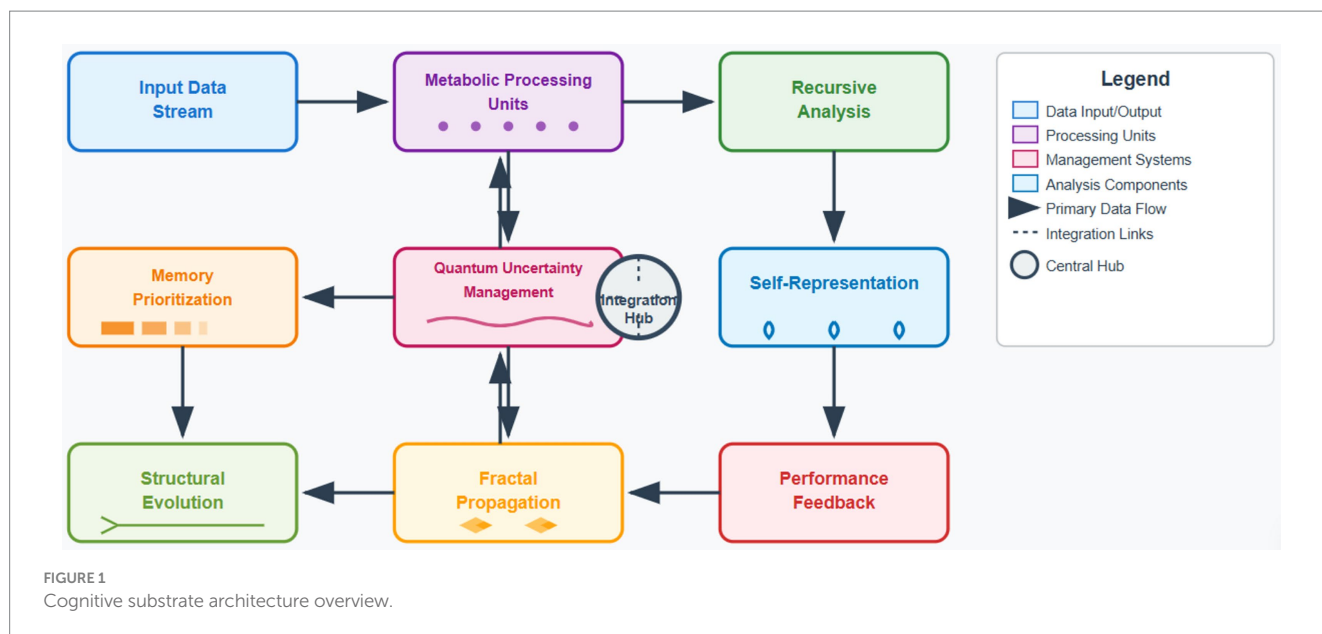 Input Data
Stream
Metabolic Processing
Units
Recursive
Analysis
Legend
Data Input/Output
Processing Units
Management Systems
Analysis Components
Primary Data Flow
Integration Links
Central Hub
Memory
Prioritization
Quantum Uncertainty
Management
Integration
Hub
Self-Representation
Structural
Evolution
Fractal
Propagation
Performance
Feedback
FIGURE 1
Cognitive substrate architecture overview.